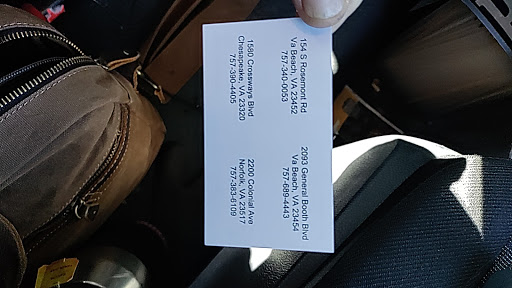 154 S Rosemont Rd
Va Beach, VA 23452
757-340-0053
2093 General Booth Blvd
Va Beach, VA 23454
757-689-4443
1580 Crossways Blvd
Chesapeake, VA 23320
757-390-4405
2200 Colonial Ave
Norfolk, VA 23517
757-383-6109